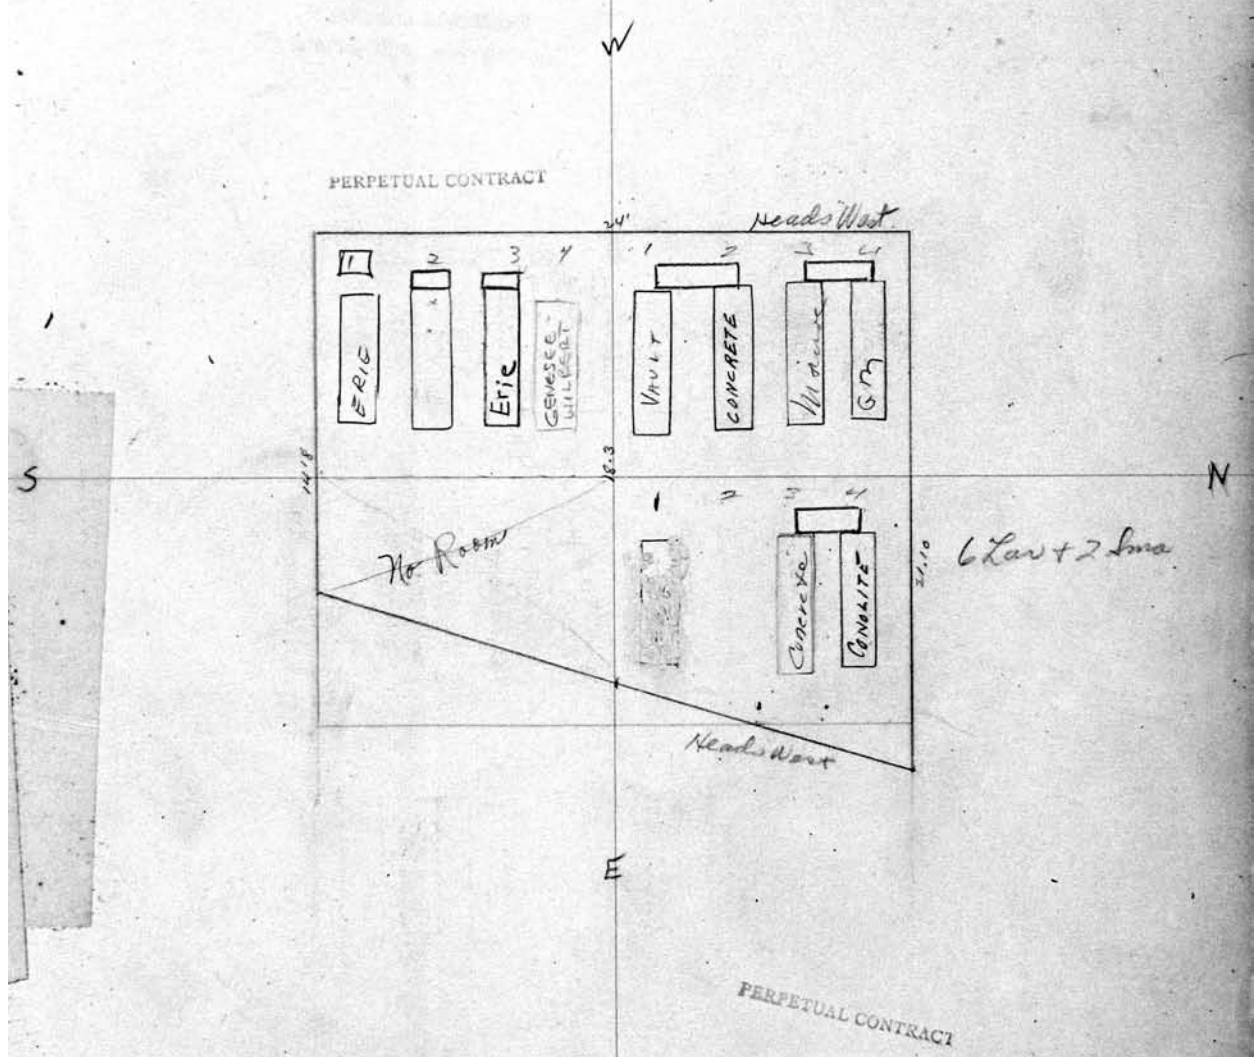 W
PERPETUAL CONTRACT
24'
Heads West
1 2 3 4 1 2 3 4
ERIE
Erie
GENESEE
WILBERT
VAULT
CONCRETE
GM
S
14'8
18.3
N
1 2 3 4
No Room
Concrete
CONOLITE
21.10
6 Lar + 2 Sma
Heads West
E
PERPETUAL CONTRACT